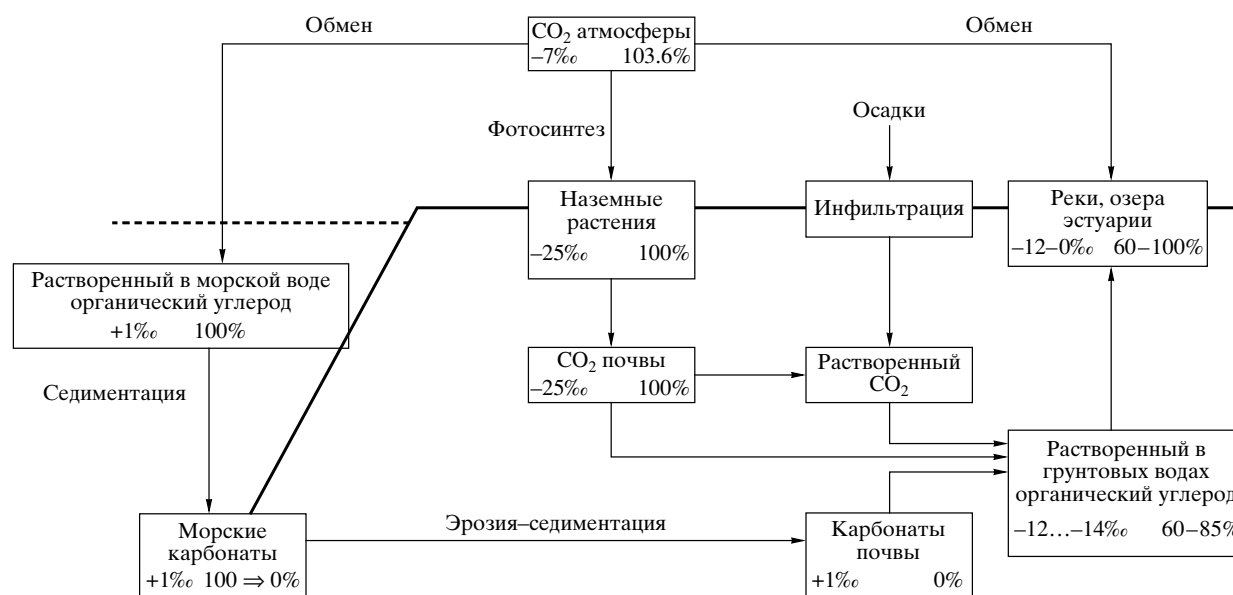 Обмен
CO₂ атмосферы
–7‰ 103.6%
Обмен
Фотосинтез
Осадки
Наземные
растения
–25‰ 100%
Инфильтрация
Реки, озера
эстуарии
–12–0‰ 60–100%
Растворенный в морской воде
органический углерод
+1‰ 100%
Седиментация
CO₂ почвы
–25‰ 100%
Растворенный
CO₂
Растворенный в
грунтовых водах
органический углерод
–12...–14‰ 60–85%
Морские
карбонаты
+1‰ 100 ⇒ 0%
Эрозия–седиментация
Карбонаты
почвы
+1‰ 0%